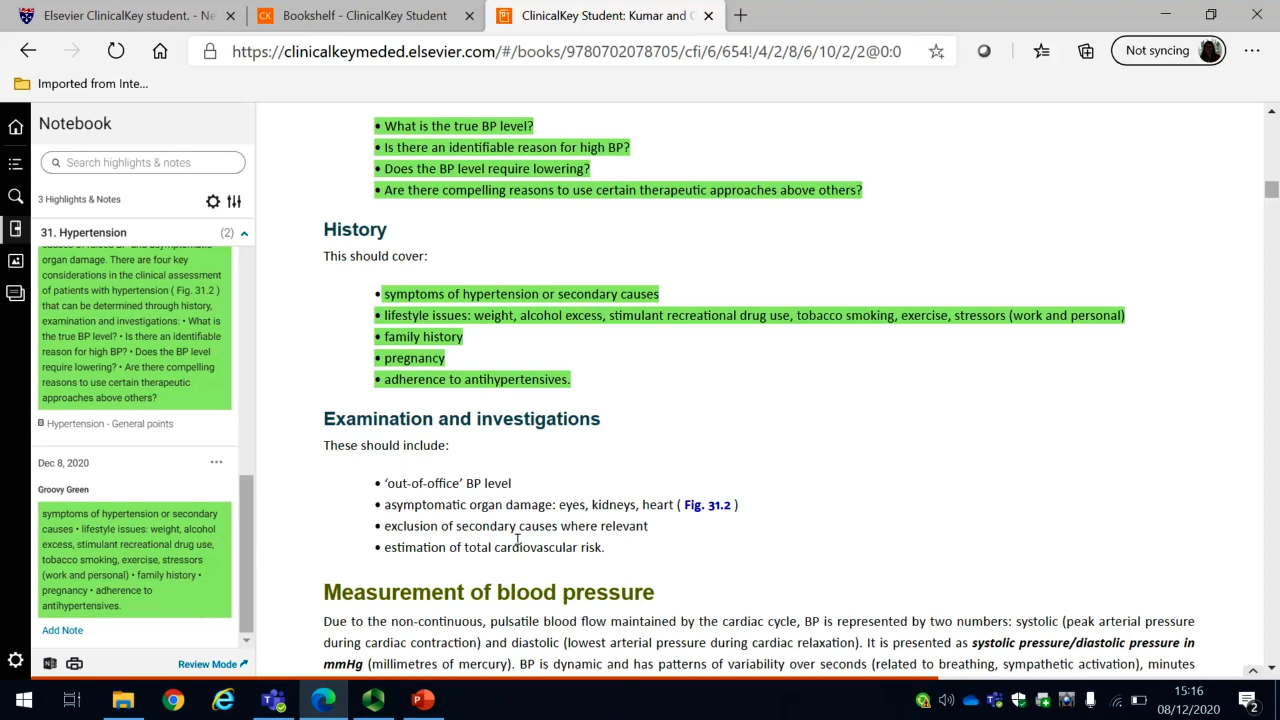 Elsevier ClinicalKey. Student - Ne
Bookshelf - ClinicalKey Student
ClinicalKey Student: Kumar and C
https://clinicalkeymeded.elsevier.com/#/books/9780702078705/cfi/6/654!/4/2/8/6/10/2/2@0:0
Not syncing
Imported from Inte...
Notebook
Search highlights & notes
3 Highlights & Notes
31. Hypertension (2)
causes of raised BP and asymptomatic
organ damage. There are four key
considerations in the clinical assessment
of patients with hypertension ( Fig. 31.2 )
that can be determined through history,
examination and investigations: • What is
the true BP level? • Is there an identifiable
reason for high BP? • Does the BP level
require lowering? • Are there compelling
reasons to use certain therapeutic
approaches above others?
Hypertension - General points
Dec 8, 2020
Groovy Green
symptoms of hypertension or secondary
causes • lifestyle issues: weight, alcohol
excess, stimulant recreational drug use,
tobacco smoking, exercise, stressors
(work and personal) • family history •
pregnancy • adherence to
antihypertensives.
Add Note
Review Mode
• What is the true BP level?
• Is there an identifiable reason for high BP?
• Does the BP level require lowering?
• Are there compelling reasons to use certain therapeutic approaches above others?
History
This should cover:
• symptoms of hypertension or secondary causes
• lifestyle issues: weight, alcohol excess, stimulant recreational drug use, tobacco smoking, exercise, stressors (work and personal)
• family history
• pregnancy
• adherence to antihypertensives.
Examination and investigations
These should include:
• ‘out-of-office’ BP level
• asymptomatic organ damage: eyes, kidneys, heart ( Fig. 31.2 )
• exclusion of secondary causes where relevant
• estimation of total cardiovascular risk.
Measurement of blood pressure
Due to the non-continuous, pulsatile blood flow maintained by the cardiac cycle, BP is represented by two numbers: systolic (peak arterial pressure
during cardiac contraction) and diastolic (lowest arterial pressure during cardiac relaxation). It is presented as systolic pressure/diastolic pressure in
mmHg (millimetres of mercury). BP is dynamic and has patterns of variability over seconds (related to breathing, sympathetic activation), minutes
15:16
08/12/2020
2